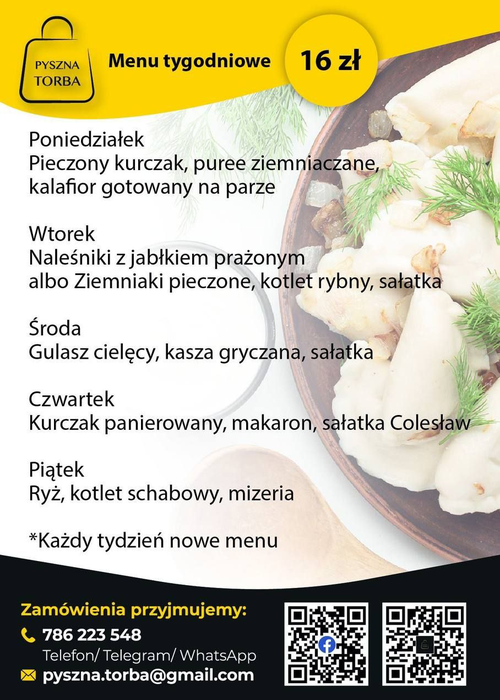 PYSZNA
TORBA
Menu tygodniowe
16 zł
Poniedziałek
Pieczony kurczak, puree ziemniaczane,
kalafior gotowany na parze
Wtorek
Naleśniki z jabłkiem prażonym
albo Ziemniaki pieczone, kotlet rybny, sałatka
Środa
Gulasz cielęcy, kasza gryczana, sałatka
Czwartek
Kurczak panierowany, makaron, sałatka Colesław
Piątek
Ryż, kotlet schabowy, mizeria
*Każdy tydzień nowe menu
Zamówienia przyjmujemy:
786 223 548
Telefon/ Telegram/ WhatsApp
pyszna.torba@gmail.com